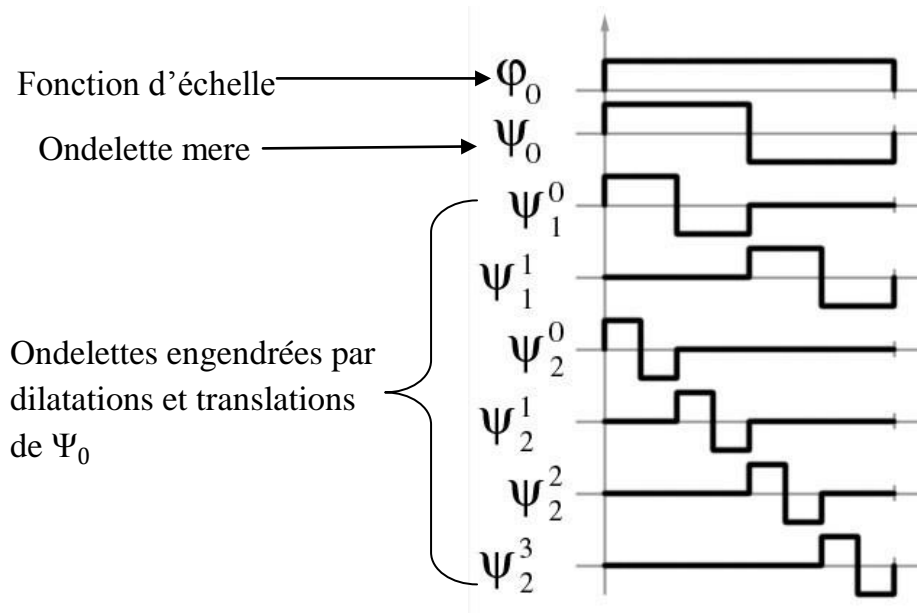 Fonction d'échelle
φ₀
Ondelette mere
Ψ₀
Ψ₁⁰
Ψ₁¹
Ondelettes engendrées par
dilatations et translations
de Ψ₀
Ψ₂⁰
Ψ₂¹
Ψ₂²
Ψ₂³